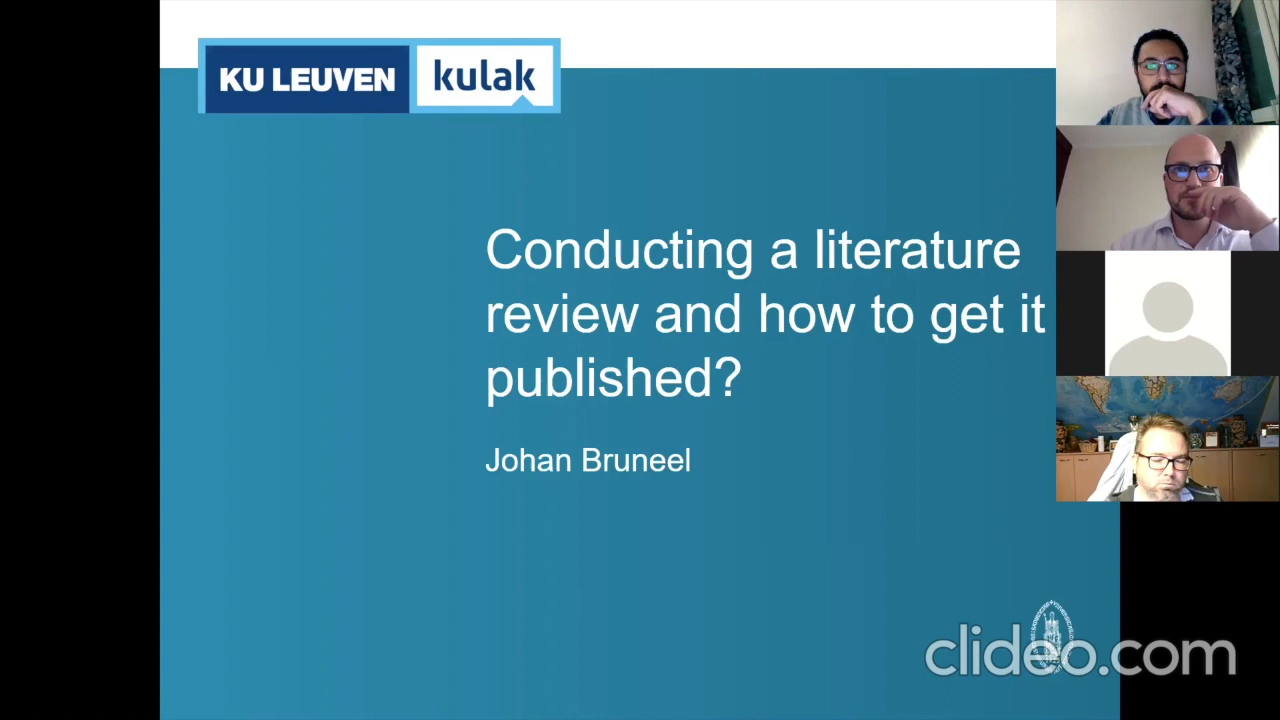 KU LEUVEN kulak
Conducting a literature
review and how to get it
published?
Johan Bruneel
clideo.com